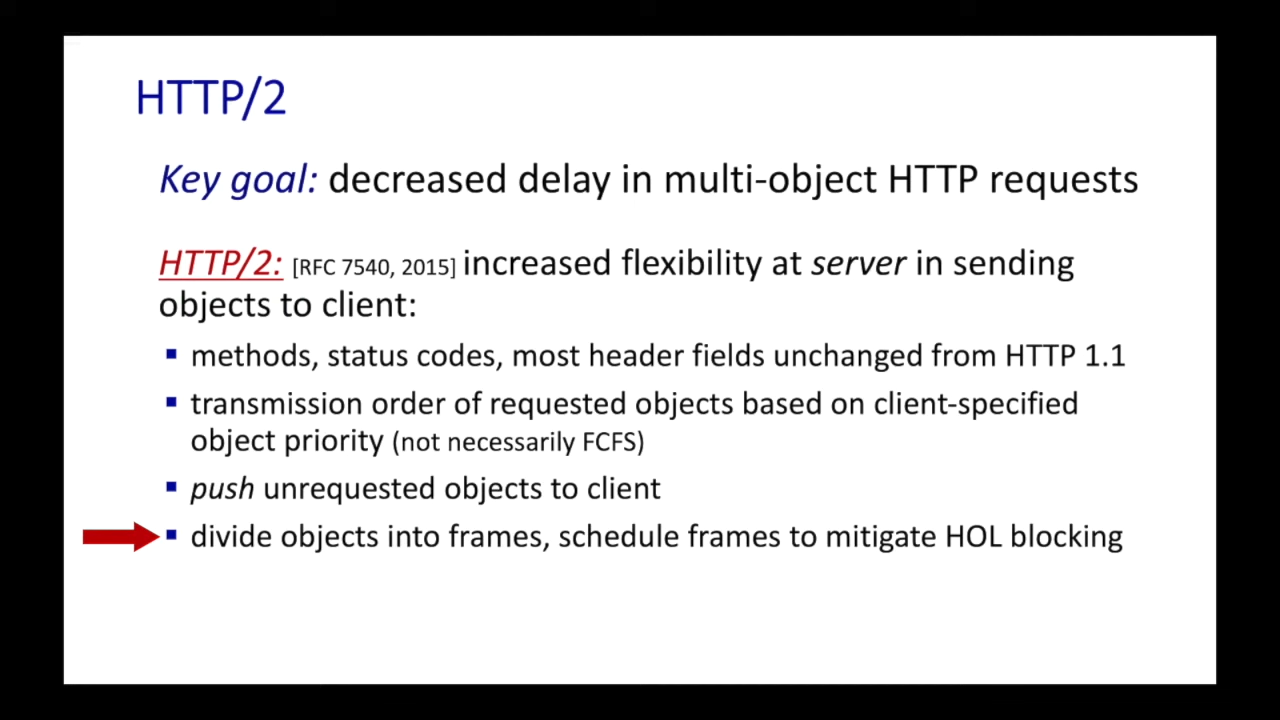 HTTP/2
Key goal: decreased delay in multi-object HTTP requests
HTTP/2: [RFC 7540, 2015] increased flexibility at server in sending
objects to client:
▪ methods, status codes, most header fields unchanged from HTTP 1.1
▪ transmission order of requested objects based on client-specified
object priority (not necessarily FCFS)
▪ push unrequested objects to client
▪ divide objects into frames, schedule frames to mitigate HOL blocking